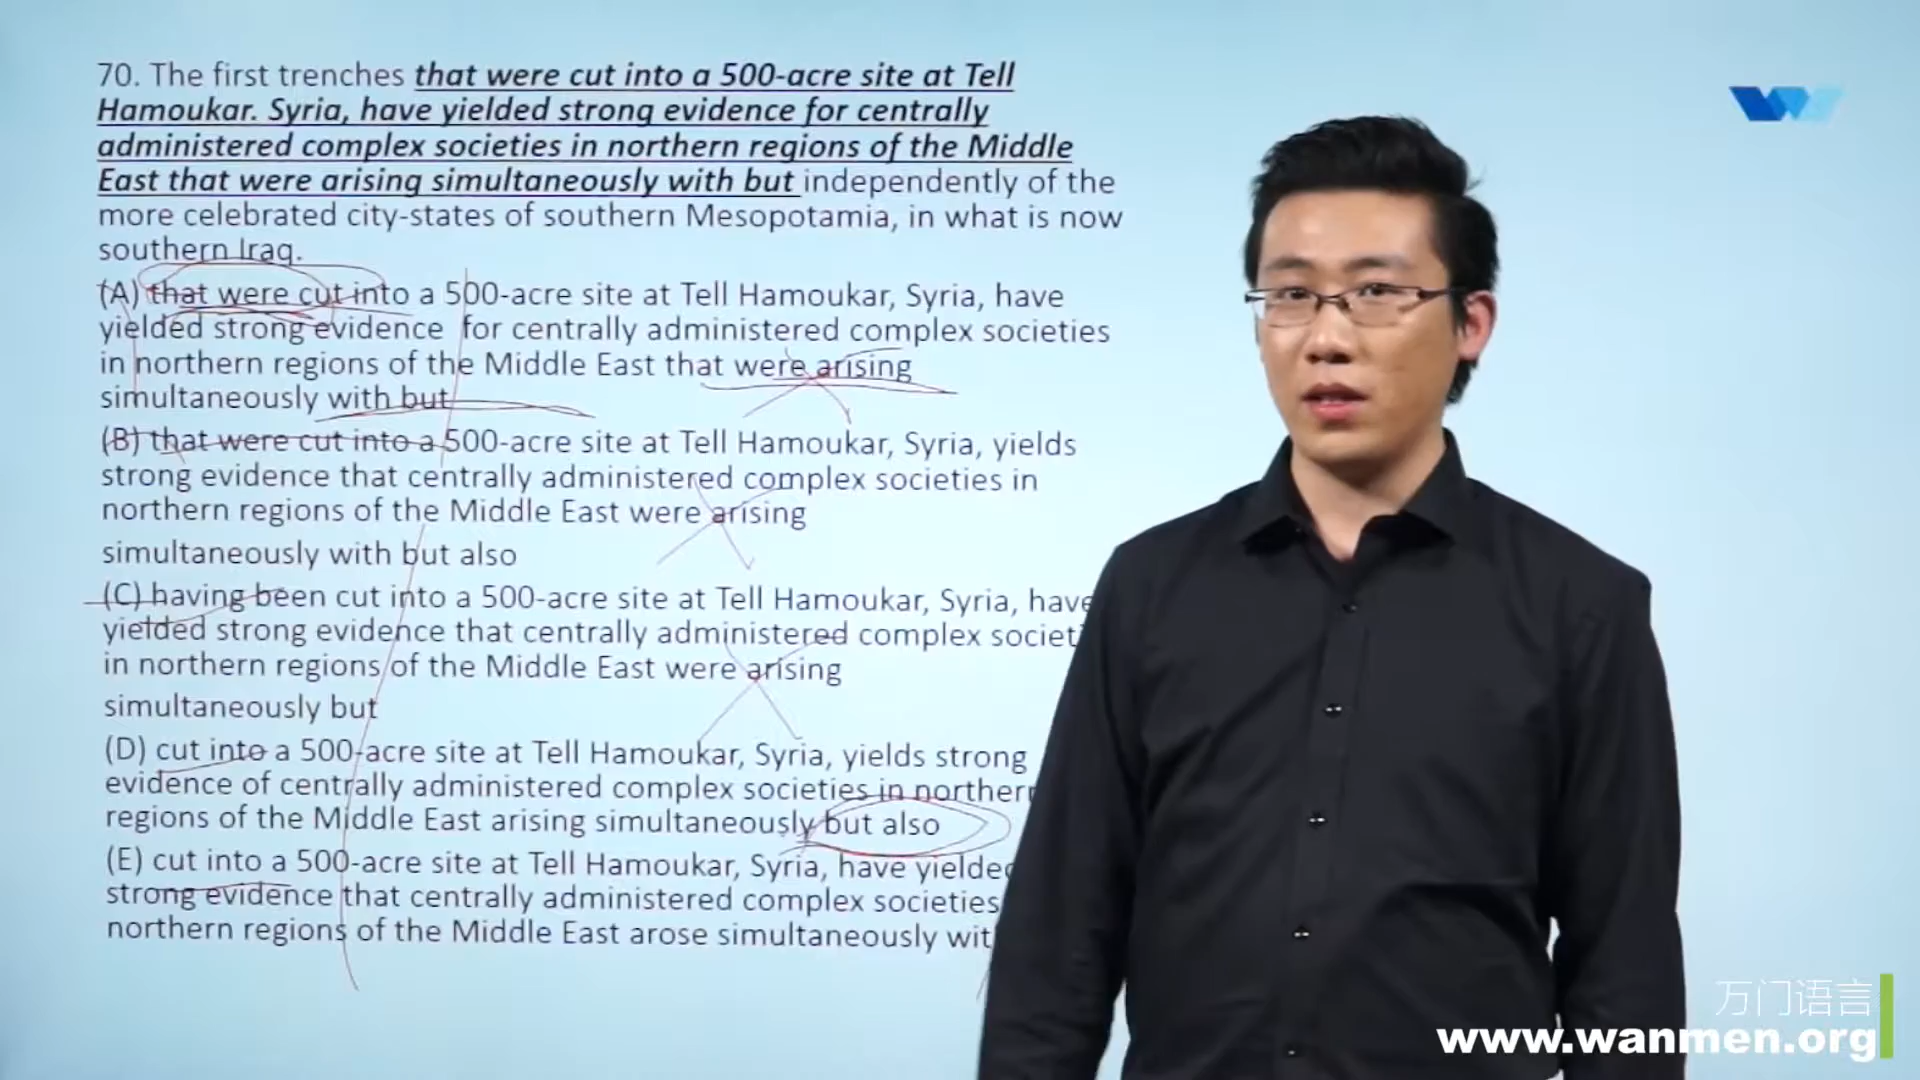 70. The first trenches that were cut into a 500-acre site at Tell
Hamoukar. Syria, have yielded strong evidence for centrally
administered complex societies in northern regions of the Middle
East that were arising simultaneously with but independently of the
more celebrated city-states of southern Mesopotamia, in what is now
southern Iraq.
(A) that were cut into a 500-acre site at Tell Hamoukar, Syria, have
yielded strong evidence for centrally administered complex societies
in northern regions of the Middle East that were arising
simultaneously with but
(B) that were cut into a 500-acre site at Tell Hamoukar, Syria, yields
strong evidence that centrally administered complex societies in
northern regions of the Middle East were arising
simultaneously with but also
(C) having been cut into a 500-acre site at Tell Hamoukar, Syria, have
yielded strong evidence that centrally administered complex societ
in northern regions of the Middle East were arising
simultaneously but
(D) cut into a 500-acre site at Tell Hamoukar, Syria, yields strong
evidence of centrally administered complex societies in northern
regions of the Middle East arising simultaneously but also
(E) cut into a 500-acre site at Tell Hamoukar, Syria, have yielded
strong evidence that centrally administered complex societies
northern regions of the Middle East arose simultaneously wit
万门语言
www.wanmen.org